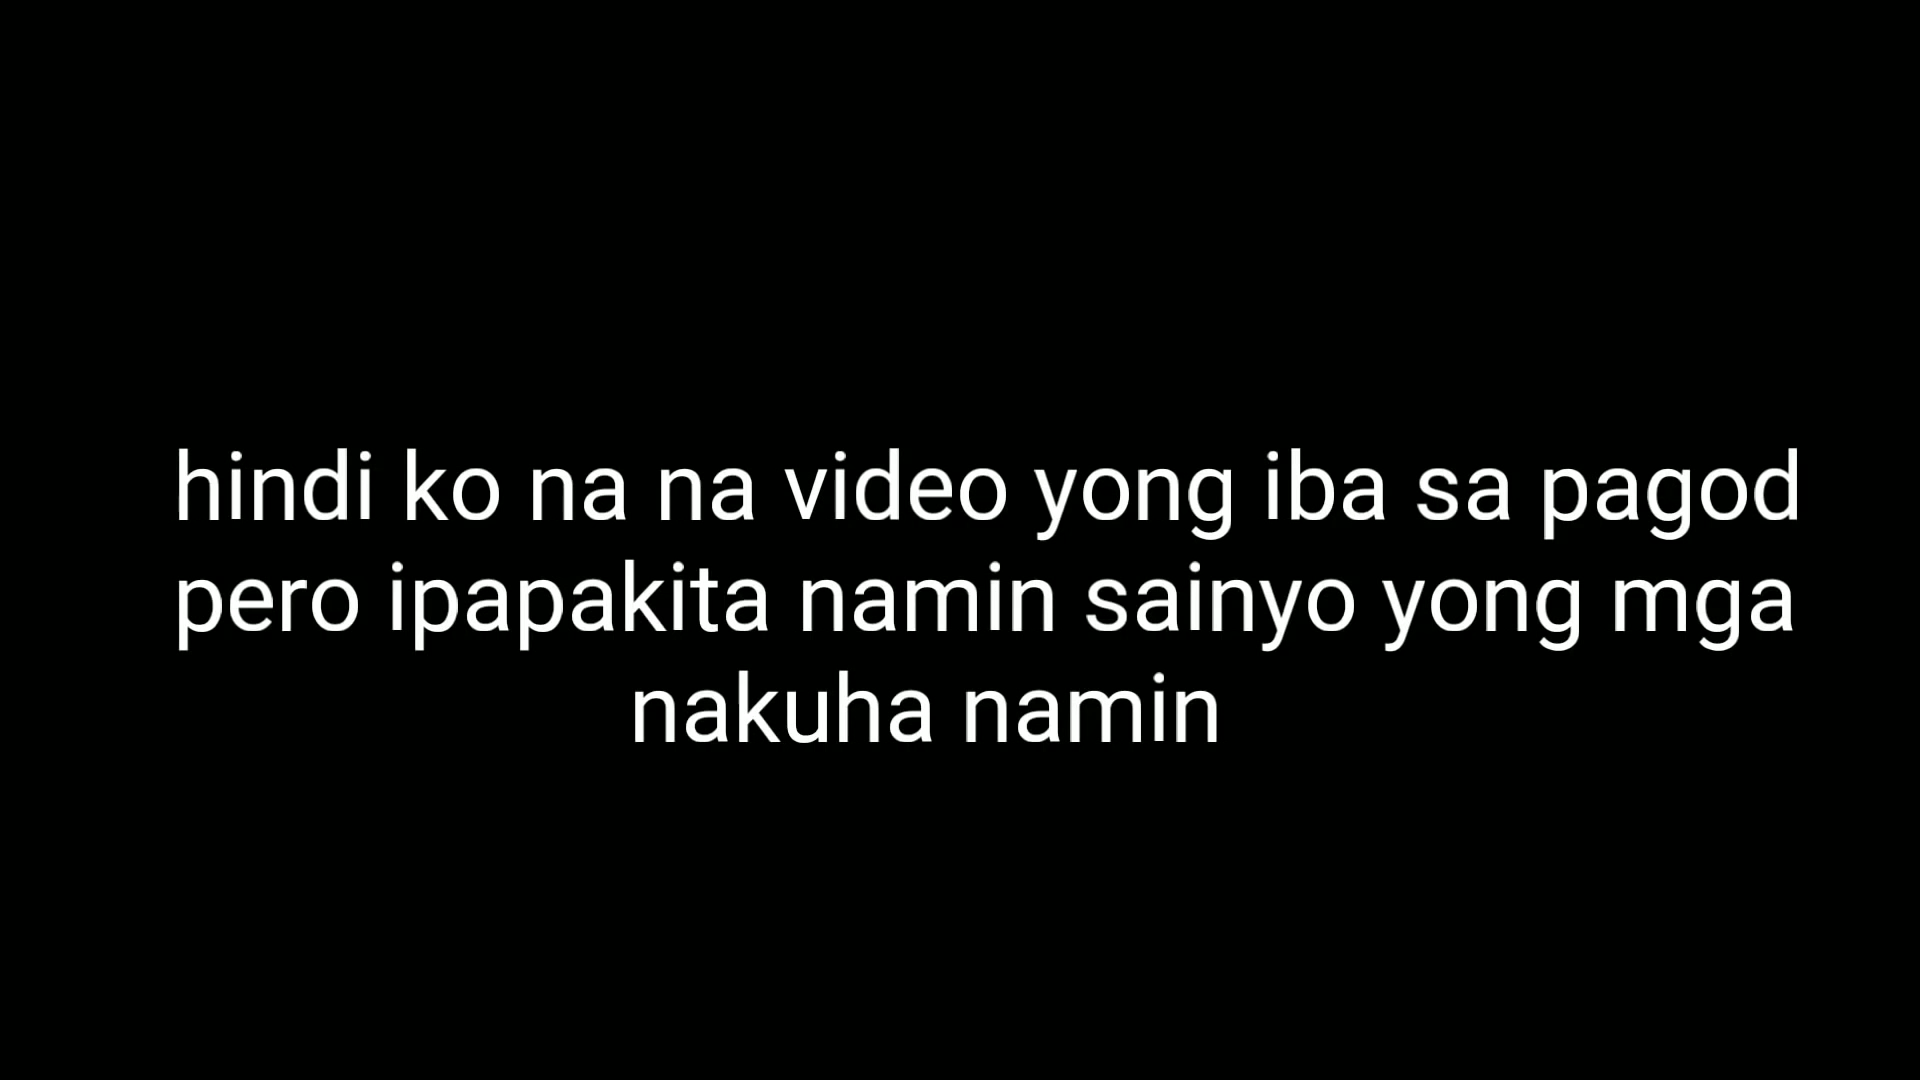 hindi ko na na video yong iba sa pagod
pero ipapakita namin sainyo yong mga
nakuha namin